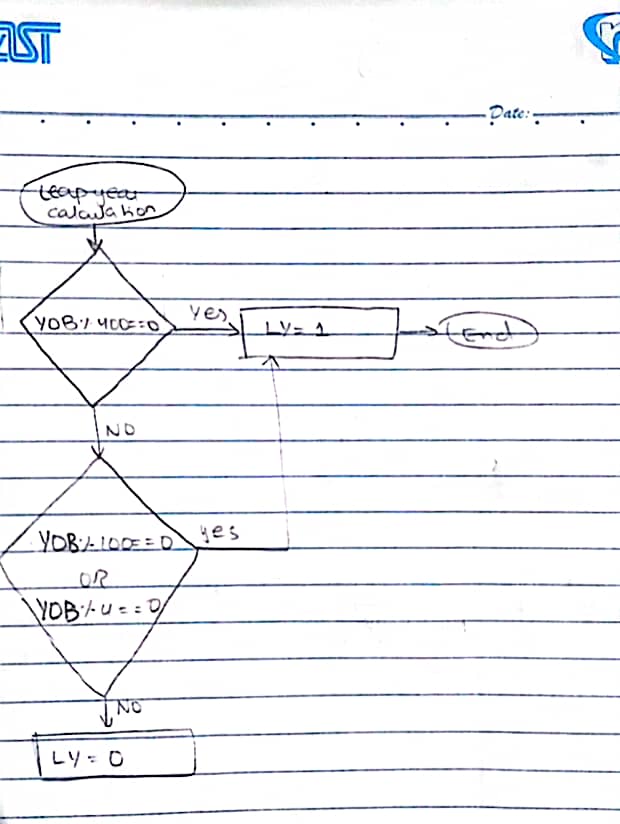 Date:
Leap year
calculation
YOB % 400==0
Yes
LY= 1
End
NO
YOB % 100==0
OR
YOB % 4==0
yes
NO
LY = 0